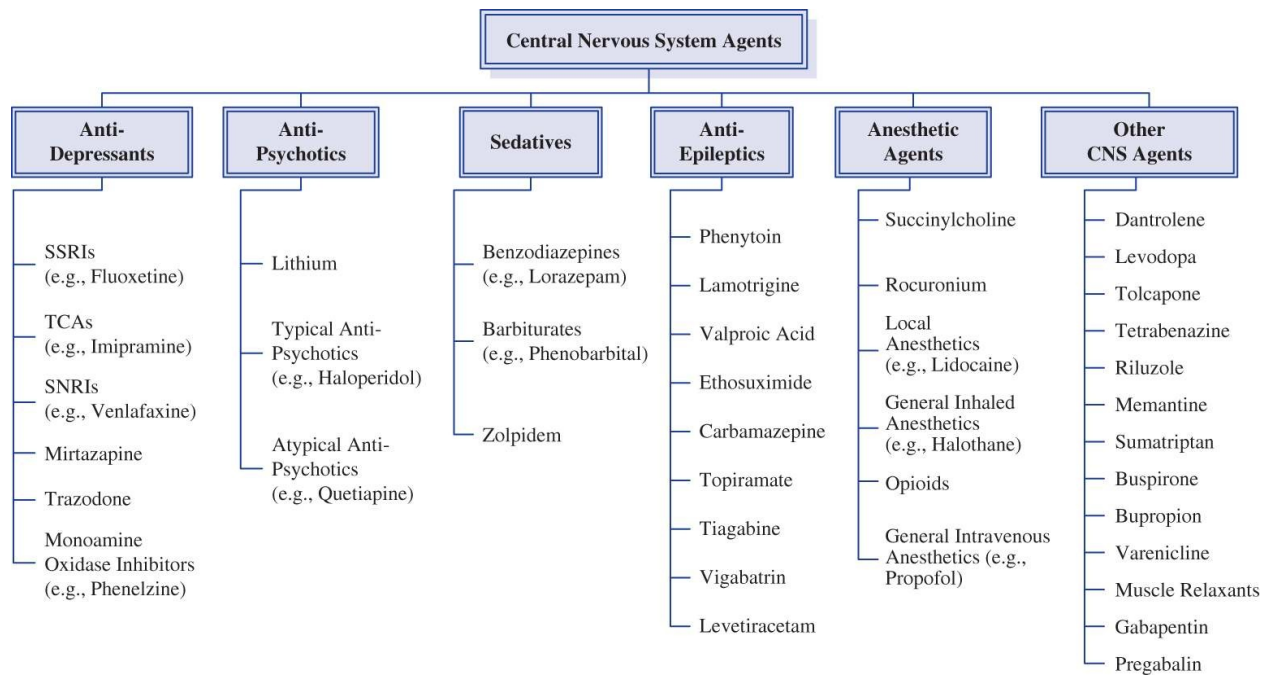 Central Nervous System Agents
Anti-
Depressants
SSRIs
(e.g., Fluoxetine)
TCAs
(e.g., Imipramine)
SNRIs
(e.g., Venlafaxine)
Mirtazapine
Trazodone
Monoamine
Oxidase Inhibitors
(e.g., Phenelzine)
Anti-
Psychotics
Lithium
Typical Anti-
Psychotics
(e.g., Haloperidol)
Atypical Anti-
Psychotics
(e.g., Quetiapine)
Sedatives
Benzodiazepines
(e.g., Lorazepam)
Barbiturates
(e.g., Phenobarbital)
Zolpidem
Anti-
Epileptics
Phenytoin
Lamotrigine
Valproic Acid
Ethosuximide
Carbamazepine
Topiramate
Tiagabine
Vigabatrin
Levetiracetam
Anesthetic
Agents
Succinylcholine
Rocuronium
Local
Anesthetics
(e.g., Lidocaine)
General Inhaled
Anesthetics
(e.g., Halothane)
Opioids
General Intravenous
Anesthetics (e.g.,
Propofol)
Other
CNS Agents
Dantrolene
Levodopa
Tolcapone
Tetrabenazine
Riluzole
Memantine
Sumatriptan
Buspirone
Bupropion
Varenicline
Muscle Relaxants
Gabapentin
Pregabalin